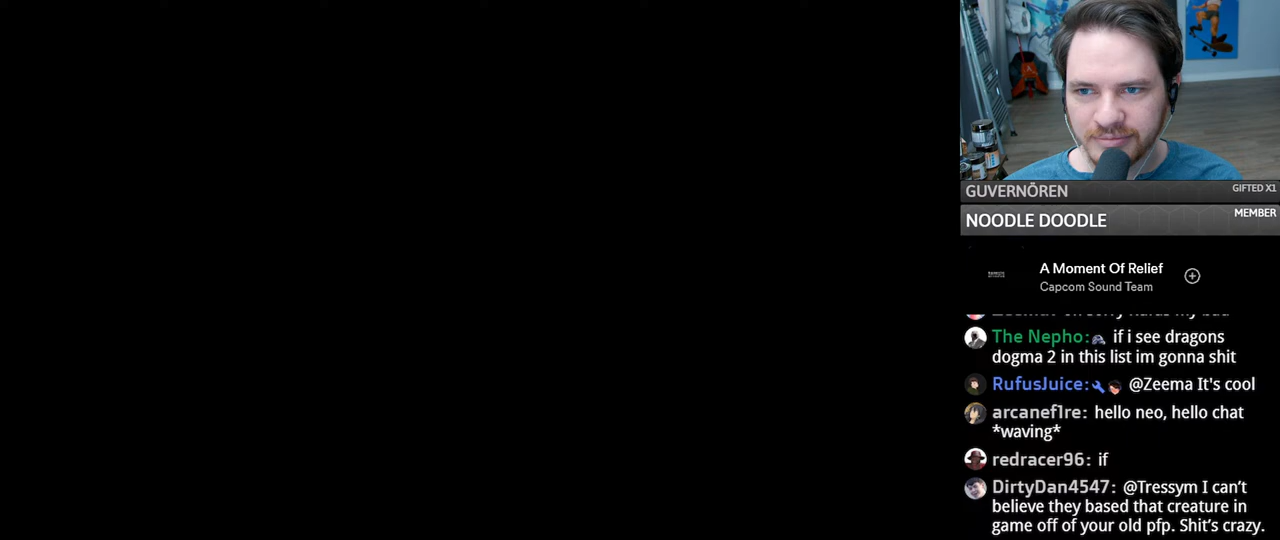 GUVERNÖREN
GIFTED X1
NOODLE DOODLE
MEMBER
A Moment Of Relief
Capcom Sound Team
The Nepho: if i see dragons
dogma 2 in this list im gonna shit
RufusJuice: @Zeema It's cool
arcanef1re: hello neo, hello chat
*waving*
redracer96: if
DirtyDan4547: @Tressym I can't
believe they based that creature in
game off of your old pfp. Shit's crazy.